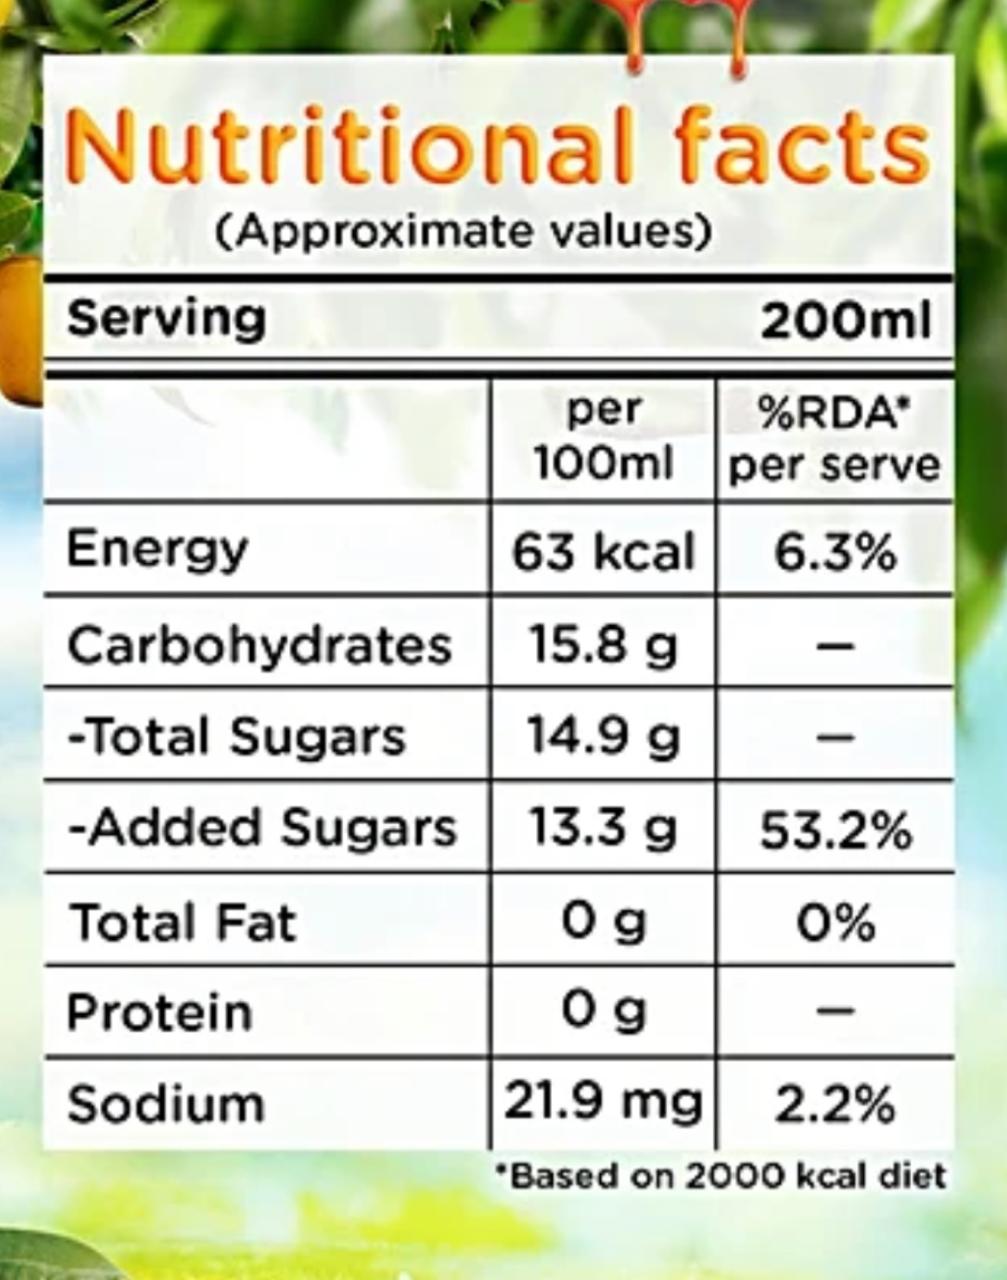 Nutritional facts
(Approximate values)
Serving 200ml
per 100ml %RDA* per serve
Energy 63 kcal 6.3%
Carbohydrates 15.8 g –
-Total Sugars 14.9 g –
-Added Sugars 13.3 g 53.2%
Total Fat 0 g 0%
Protein 0 g –
Sodium 21.9 mg 2.2%
*Based on 2000 kcal diet